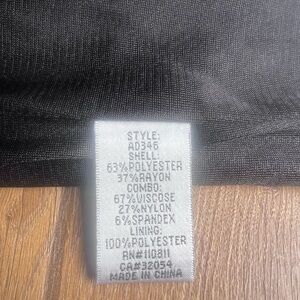 STYLE:
AD346
SHELL:
63%POLYESTER
37%RAYON
COMBO:
67%VISCOSE
27%NYLON
6%SPANDEX
LINING:
100%POLYESTER
RN#110811
CA#32054
MADE IN CHINA